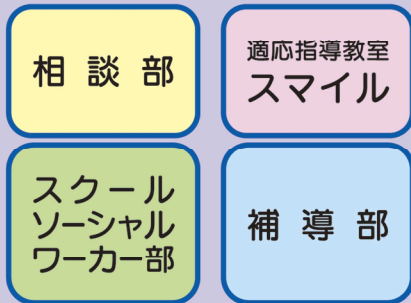 相談部
適応指導教室
スマイル
スクール
ソーシャル
ワーカー部
補導部